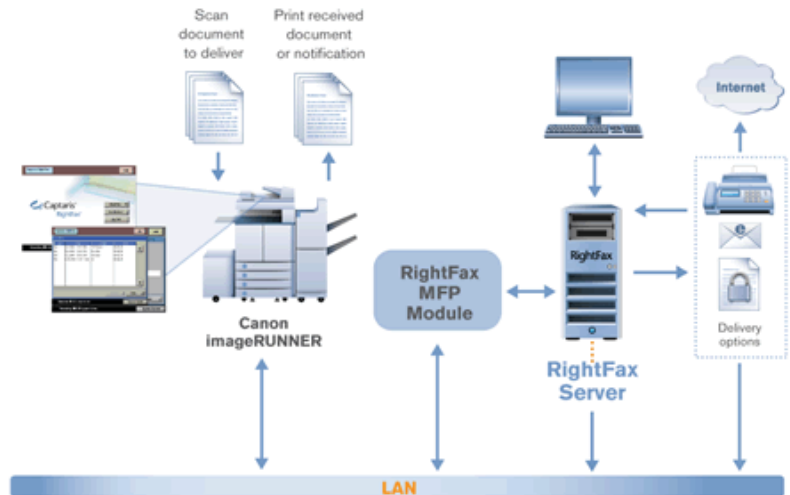 Scan
document
to deliver
Print received
document
or notification
Internet
Captaris
RightFax
RightFax
RightFax
MFP
Module
Canon
imageRUNNER
Delivery
options
RightFax
Server
LAN